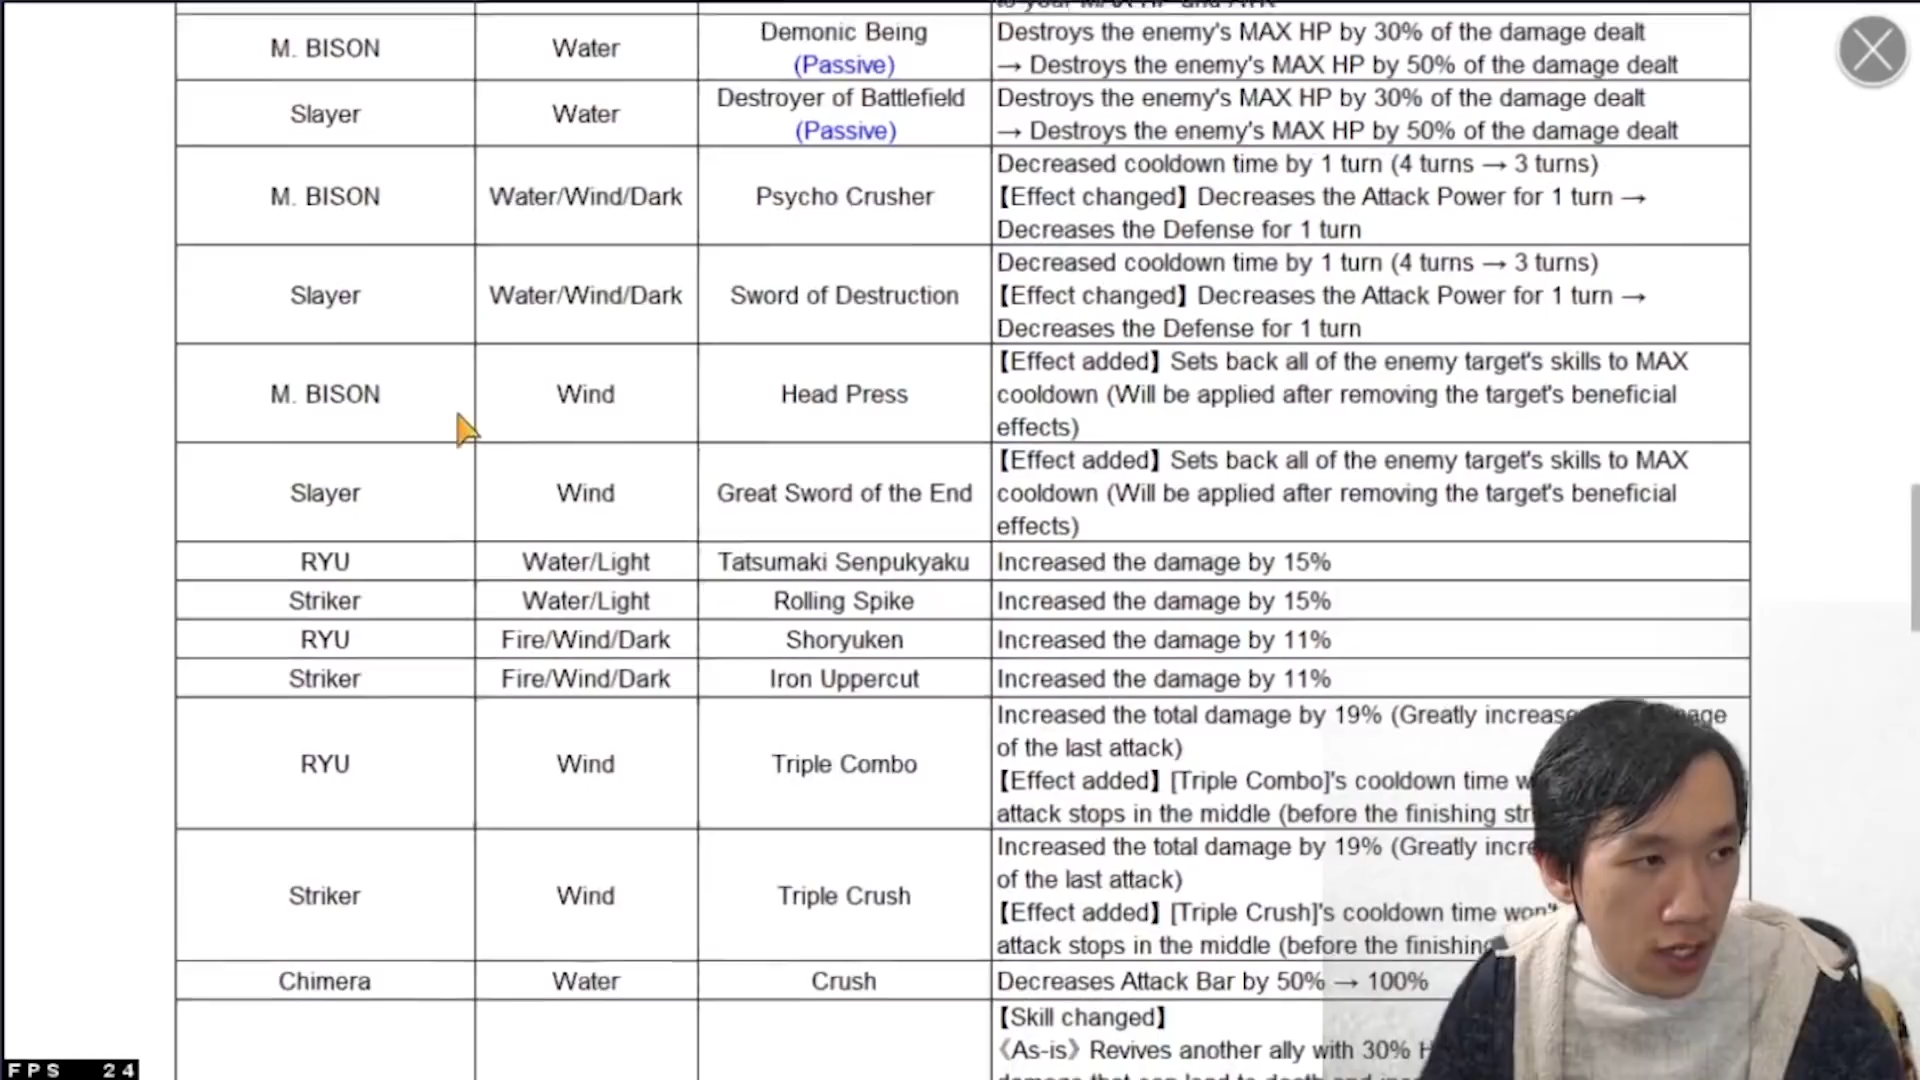 M. BISON
Water
Demonic Being
(Passive)
Destroys the enemy's MAX HP by 30% of the damage dealt
→ Destroys the enemy's MAX HP by 50% of the damage dealt
Slayer
Water
Destroyer of Battlefield
(Passive)
Destroys the enemy's MAX HP by 30% of the damage dealt
→ Destroys the enemy's MAX HP by 50% of the damage dealt
M. BISON
Water/Wind/Dark
Psycho Crusher
Decreased cooldown time by 1 turn (4 turns → 3 turns)
【Effect changed】Decreases the Attack Power for 1 turn →
Decreases the Defense for 1 turn
Slayer
Water/Wind/Dark
Sword of Destruction
Decreased cooldown time by 1 turn (4 turns → 3 turns)
【Effect changed】Decreases the Attack Power for 1 turn →
Decreases the Defense for 1 turn
M. BISON
Wind
Head Press
【Effect added】Sets back all of the enemy target's skills to MAX
cooldown (Will be applied after removing the target's beneficial
effects)
Slayer
Wind
Great Sword of the End
【Effect added】Sets back all of the enemy target's skills to MAX
cooldown (Will be applied after removing the target's beneficial
effects)
RYU
Water/Light
Tatsumaki Senpukyaku
Increased the damage by 15%
Striker
Water/Light
Rolling Spike
Increased the damage by 15%
RYU
Fire/Wind/Dark
Shoryuken
Increased the damage by 11%
Striker
Fire/Wind/Dark
Iron Uppercut
Increased the damage by 11%
RYU
Wind
Triple Combo
Increased the total damage by 19% (Greatly increase
of the last attack)
【Effect added】[Triple Combo]'s cooldown time
attack stops in the middle (before the finishing
Striker
Wind
Triple Crush
Increased the total damage by 19% (Greatly
of the last attack)
【Effect added】[Triple Crush]'s cooldown time won't
attack stops in the middle (before the finishing
Chimera
Water
Crush
Decreases Attack Bar by 50% → 100%
【Skill changed】
《As-is》Revives another ally with 30%
FPS 24